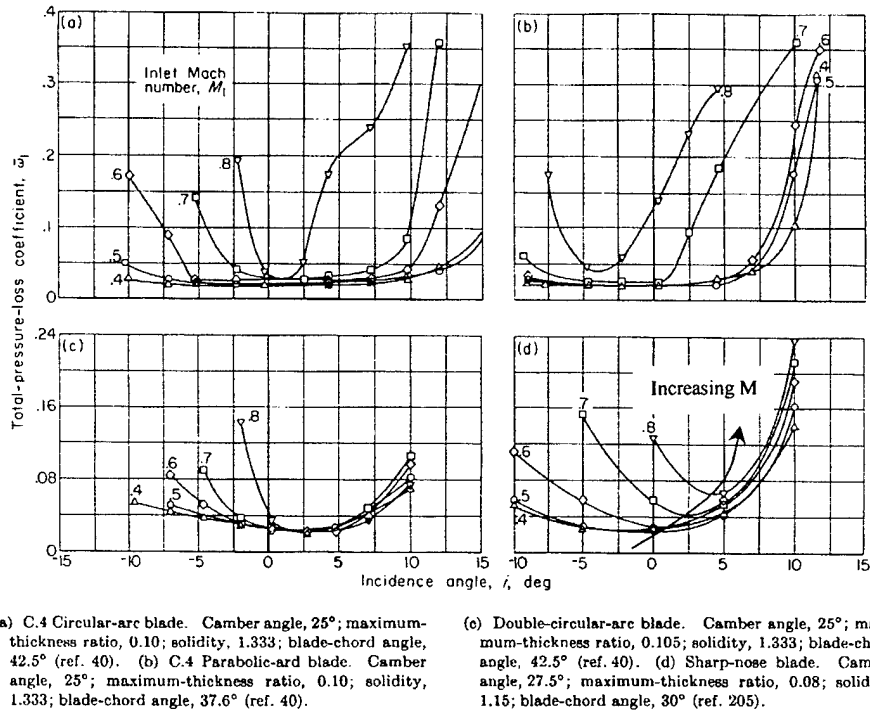 (a)
(b)
.4
.3
.2
.1
0
Inlet Mach
number, M₁
.6
.7
.8
.5
.4
.8
.7
.6
.4
.5
Total-pressure-loss coefficient, ω̄₁
(c)
(d)
.24
.16
.08
0
.4
.5
.6
.7
.8
Increasing M
.7
.8
.6
.5
.4
-15 -10 -5 0 5 10 -15 -10 -5 0 5 10 15
Incidence angle, i, deg
a) C.4 Circular-arc blade. Camber angle, 25°; maximum-
thickness ratio, 0.10; solidity, 1.333; blade-chord angle,
42.5° (ref. 40). (b) C.4 Parabolic-ard blade. Camber
angle, 25°; maximum-thickness ratio, 0.10; solidity,
1.333; blade-chord angle, 37.6° (ref. 40).
(c) Double-circular-arc blade. Camber angle, 25°; m
mum-thickness ratio, 0.105; solidity, 1.333; blade-ch
angle, 42.5° (ref. 40). (d) Sharp-nose blade. Cam
angle, 27.5°; maximum-thickness ratio, 0.08; solid
1.15; blade-chord angle, 30° (ref. 205).